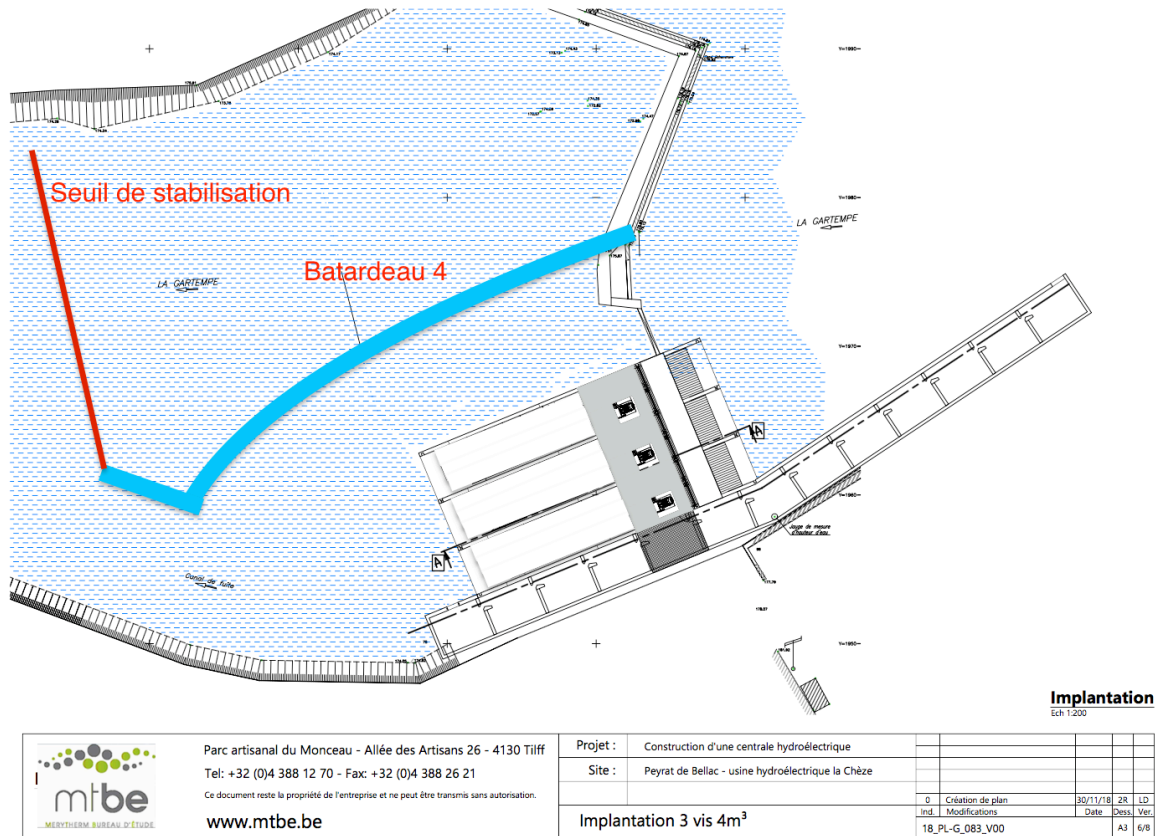 Y=1990
Seuil de stabilisation
Y=1980
LA GARTEMPE
Batardeau 4
LA GARTEMPE
Y=1970
A
Y=1960
Jauge de mesure
d'hauteur d'eau
A
Canal de fuite
Y=1950
Implantation
Ech 1:200
mtbe
MERYTHERM BUREAU D'ÉTUDE
Parc artisanal du Monceau - Allée des Artisans 26 - 4130 Tilff
Tel: +32 (0)4 388 12 70 - Fax: +32 (0)4 388 26 21
Ce document reste la propriété de l'entreprise et ne peut être transmis sans autorisation.
www.mtbe.be
Projet : Construction d'une centrale hydroélectrique
Site : Peyrat de Bellac - usine hydroélectrique la Chèze
Implantation 3 vis 4m³
0 Création de plan 30/11/18 2R LD
Ind. Modifications Date Dess. Ver.
18_PL-G_083_V00 A3 6/8